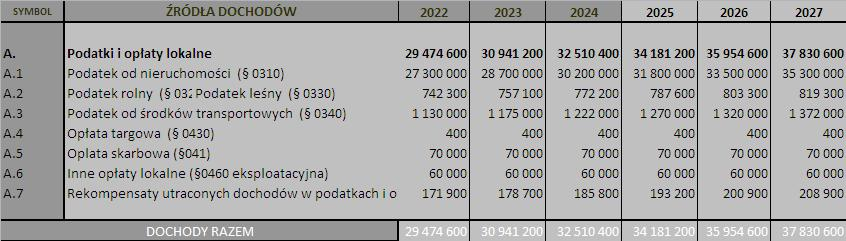 SYMBOL ŹRÓDŁA DOCHODÓW 2022 2023 2024 2025 2026 2027
A. Podatki i opłaty lokalne 29 474 600 30 941 200 32 510 400 34 181 200 35 954 600 37 830 600
A.1 Podatek od nieruchomości (§ 0310) 27 300 000 28 700 000 30 200 000 31 800 000 33 500 000 35 300 000
A.2 Podatek rolny (§ 032 Podatek leśny (§ 0330) 742 300 757 100 772 200 787 600 803 300 819 300
A.3 Podatek od środków transportowych (§ 0340) 1 130 000 1 175 000 1 222 000 1 270 000 1 320 000 1 372 000
A.4 Opłata targowa (§ 0430) 400 400 400 400 400 400
A.5 Oplata skarbowa (§041) 70 000 70 000 70 000 70 000 70 000 70 000
A.6 Inne opłaty lokalne (§0460 eksploatacyjna) 60 000 60 000 60 000 60 000 60 000 60 000
A.7 Rekompensaty utraconych dochodów w podatkach i o 171 900 178 700 185 800 193 200 200 900 208 900
DOCHODY RAZEM 29 474 600 30 941 200 32 510 400 34 181 200 35 954 600 37 830 600